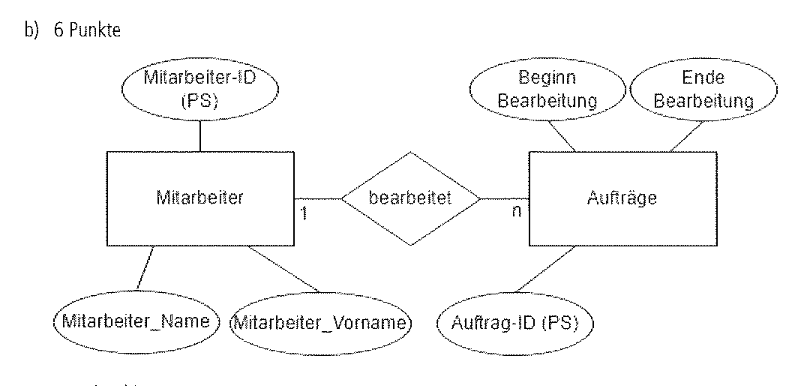 b) 6 Punkte
Mitarbeiter-ID
(PS)
Beginn
Bearbeitung
Ende
Bearbeitung
Mitarbeiter
1
bearbeitet
n
Aufträge
Mitarbeiter_Name
Mitarbeiter_Vorname
Auftrag-ID (PS)